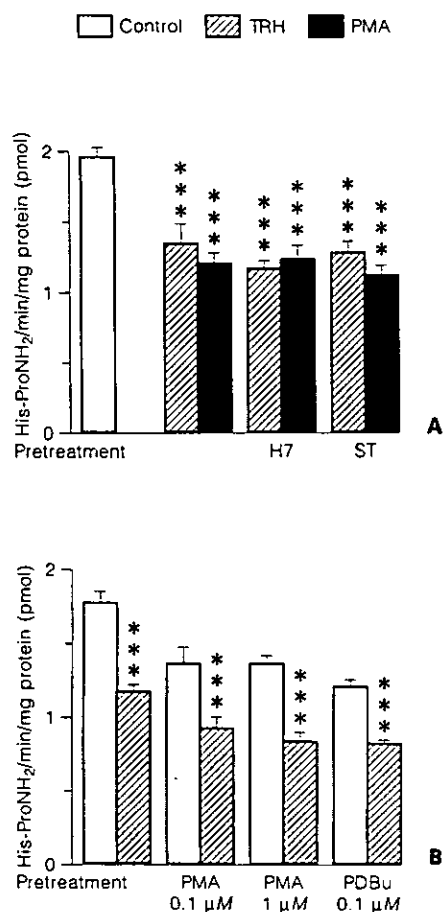 Control TRH PMA
His-ProNH₂/min/mg protein (pmol)
2
1
0
*** *** *** *** *** ***
Pretreatment H7 ST
A
His-ProNH₂/min/mg protein (pmol)
2
1
0
*** *** *** ***
Pretreatment PMA PMA PDBu
0.1 μM 1 μM 0.1 μM
B